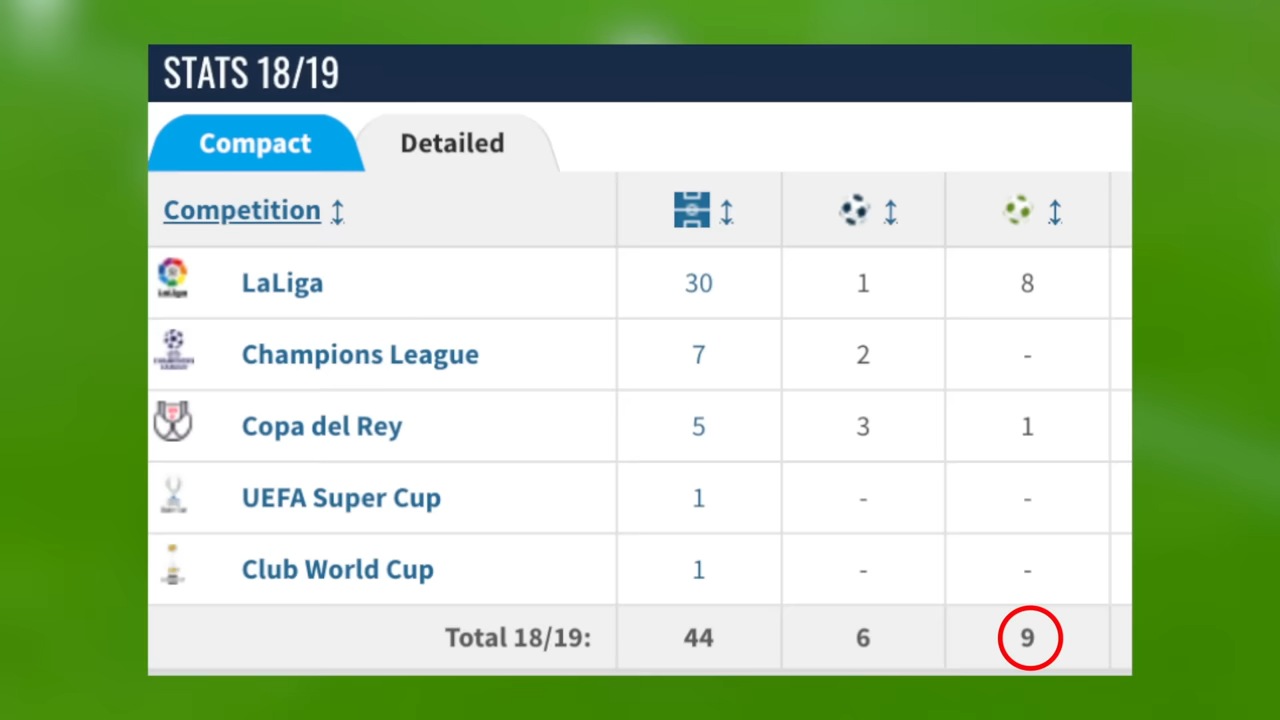 STATS 18/19
Compact Detailed
Competition
LaLiga 30 1 8
Champions League 7 2 -
Copa del Rey 5 3 1
UEFA Super Cup 1 - -
Club World Cup 1 - -
Total 18/19: 44 6 9